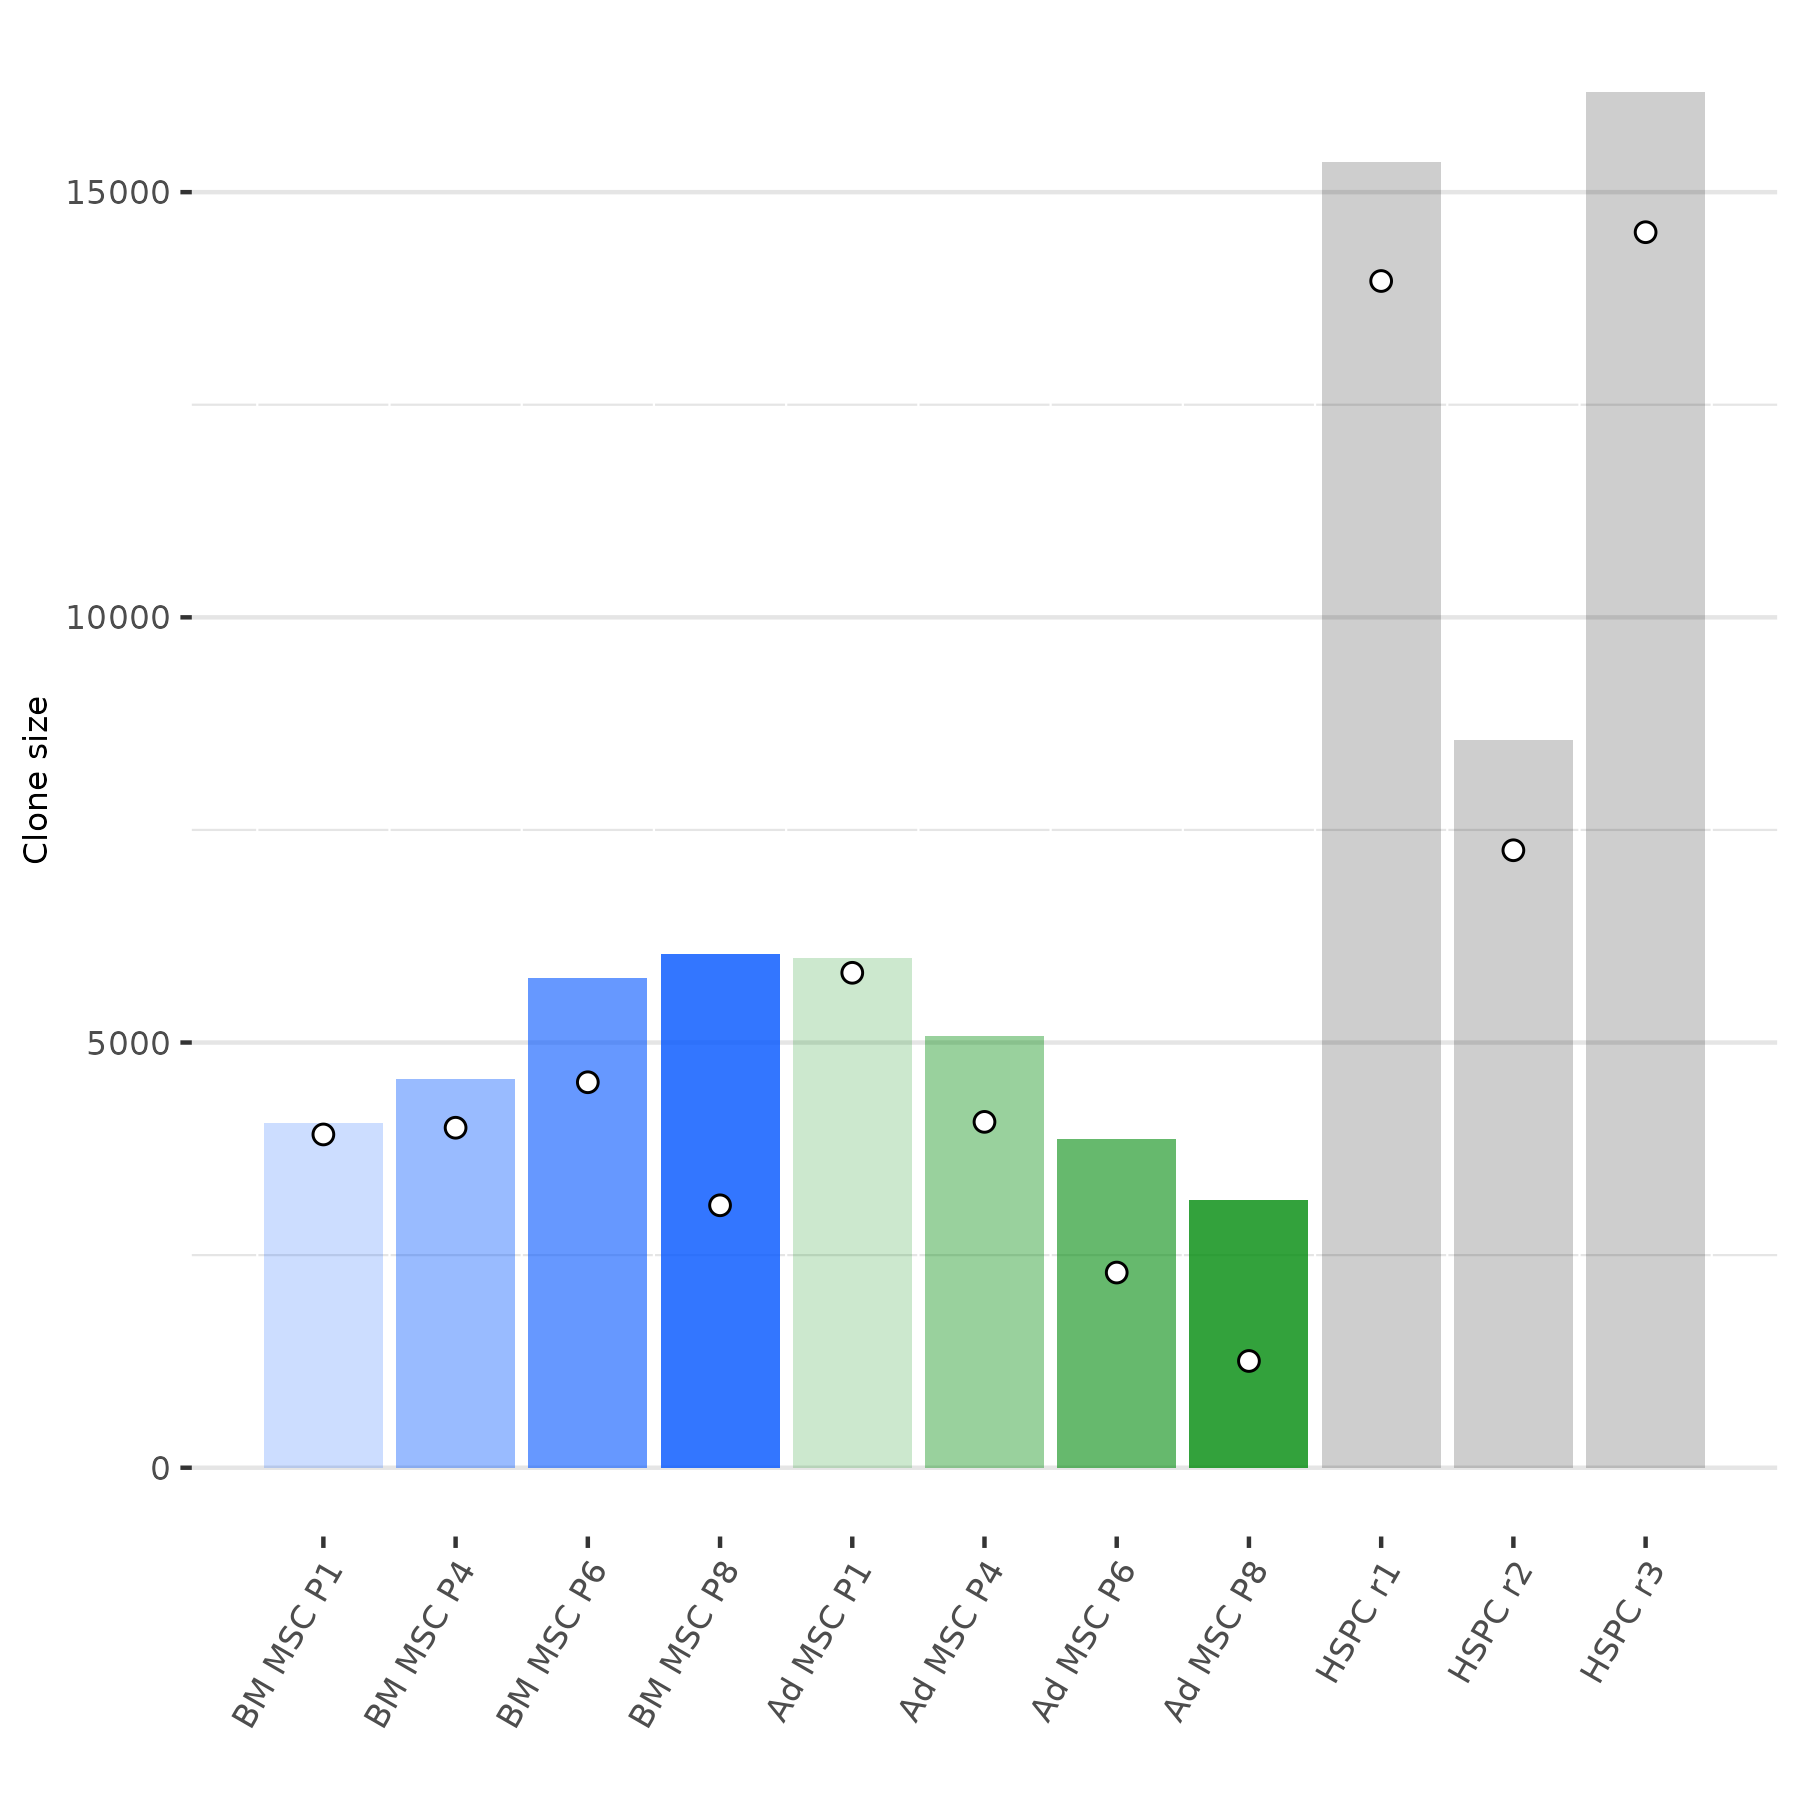 Clone size
15000
10000
5000
0
BM MSC P1
BM MSC P4
BM MSC P6
BM MSC P8
Ad MSC P1
Ad MSC P4
Ad MSC P6
Ad MSC P8
HSPC r1
HSPC r2
HSPC r3